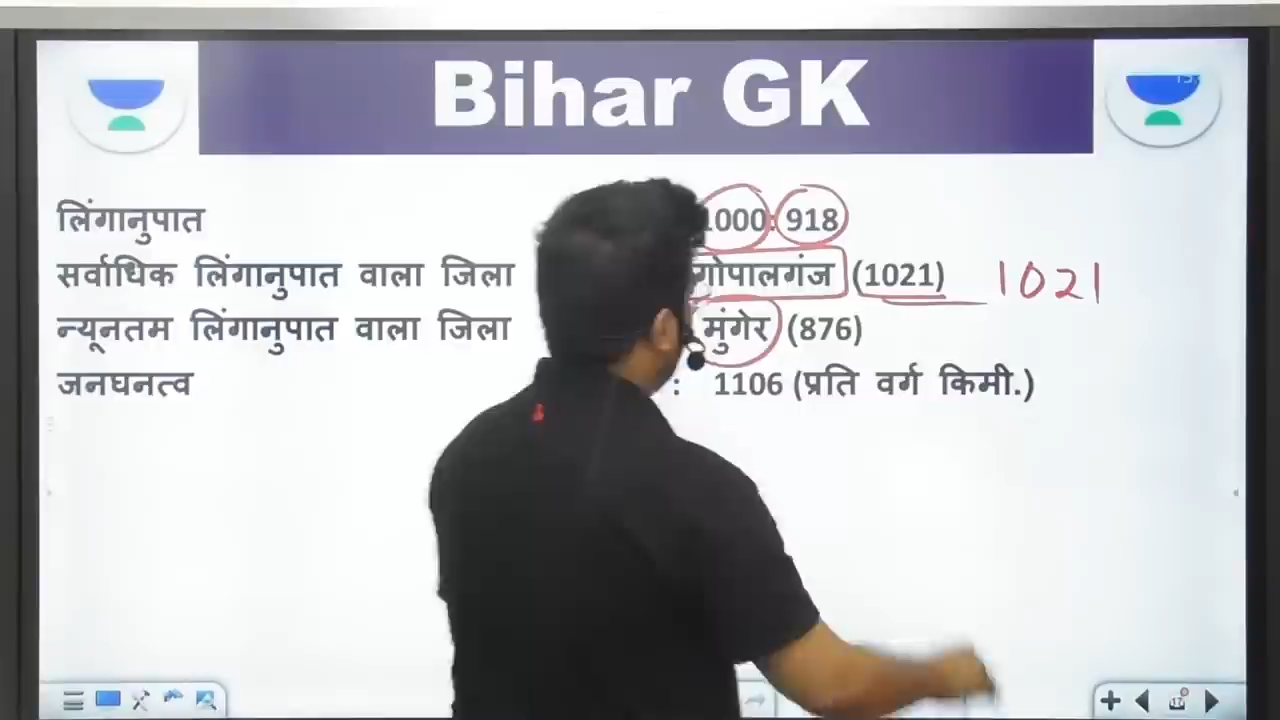 Bihar GK
लिंगानुपात 1000: 918
सर्वाधिक लिंगानुपात वाला जिला गोपालगंज (1021) 1021
न्यूनतम लिंगानुपात वाला जिला मुंगेर (876)
जनघनत्व : 1106 (प्रति वर्ग किमी.)